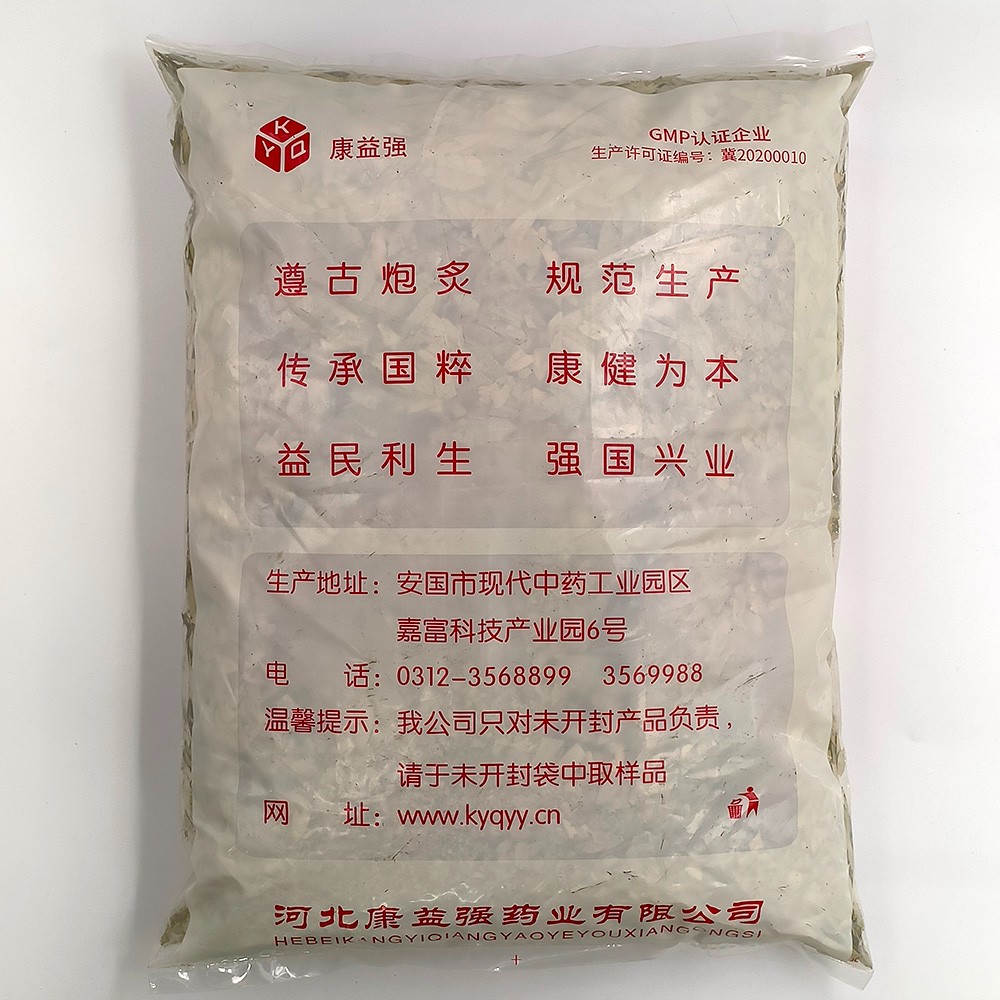 KYQ
康益强
GMP认证企业
生产许可证编号：冀20200010
遵古炮炙 规范生产
传承国粹 康健为本
益民利生 强国兴业
生产地址：安国市现代中药工业园区
嘉富科技产业园6号
电 话：0312-3568899 3569988
温馨提示：我公司只对未开封产品负责，
请于未开封袋中取样品
网 址：www.kyqyy.cn
河北康益强药业有限公司
HEBEIKANGYIQIANGYAOYEYOUXIANGONGSI